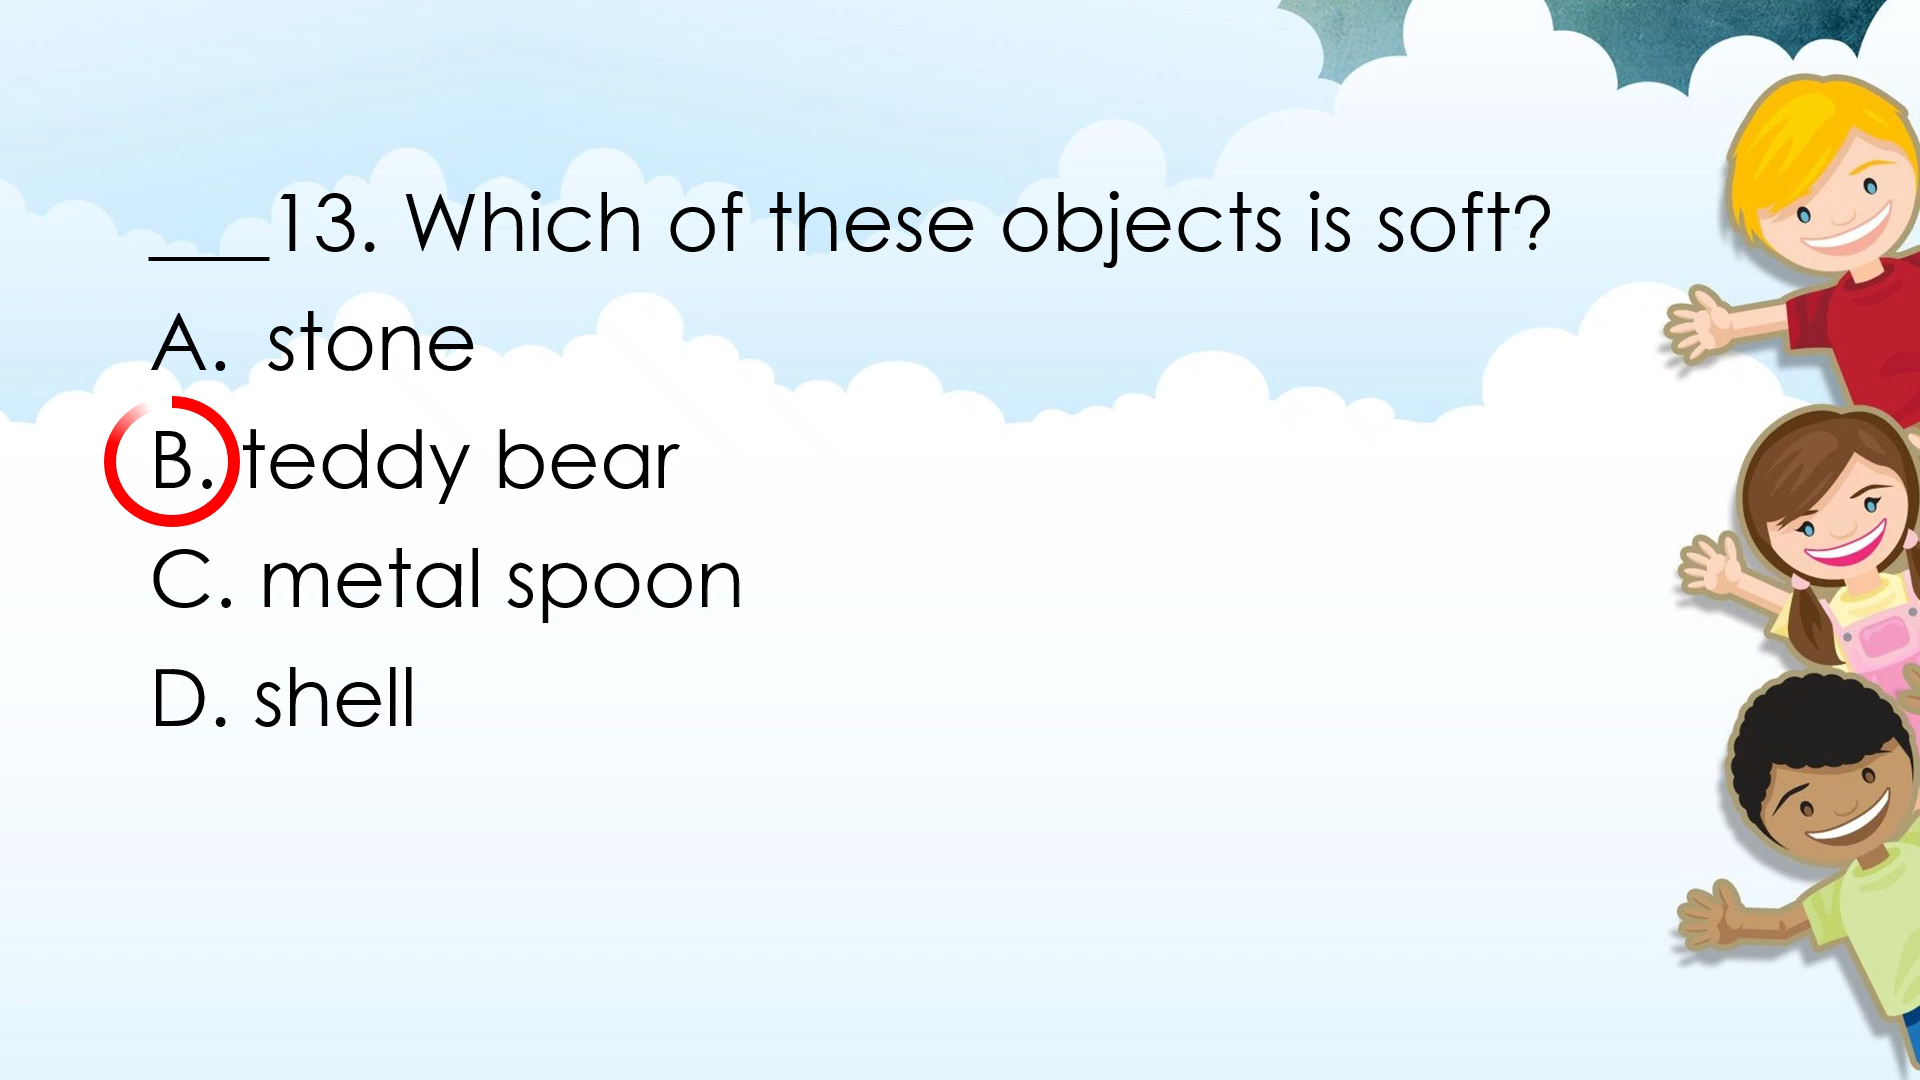 ___13. Which of these objects is soft?
A. stone
B. teddy bear
C. metal spoon
D. shell